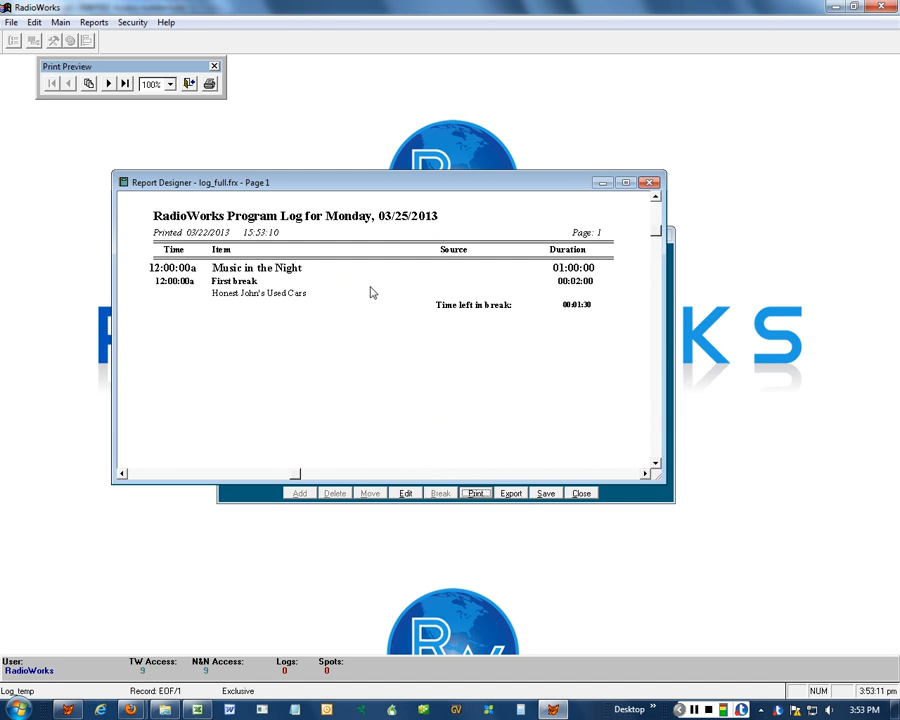 RadioWorks
File Edit Main Reports Security Help
Print Preview
100%
Report Designer - log_full.frx - Page 1
RadioWorks Program Log for Monday, 03/25/2013
Printed 03/22/2013 15:53:10 Page: 1
Time Item Source Duration
12:00:00a Music in the Night 01:00:00
12:00:00a First break 00:02:00
Honest John's Used Cars
Time left in break: 00:01:30
K S
Add Delete Move Edit Break Print Export Save Close
User: TW Access: N&N Access: Logs: Spots:
RadioWorks 9 9 0 0
Log_temp Record: EOF/1 Exclusive NUM 3:53:11 pm
Desktop 3:53 PM